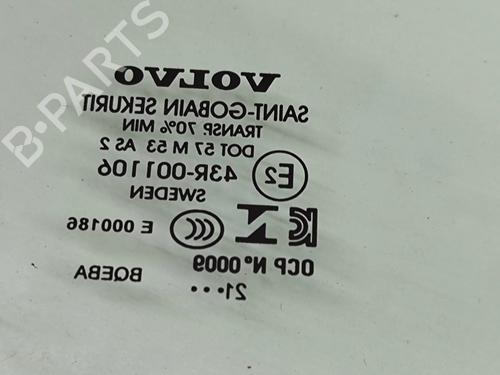 VOLVO
SAINT-GOBAIN SEKURIT
TRANSP 70% MIN
DOT 57 M 53 AS 2
E2 43R-001106
SWEDEN
CCC E 000186
OCP N° 0009
21••• BQEBA
B-PARTS